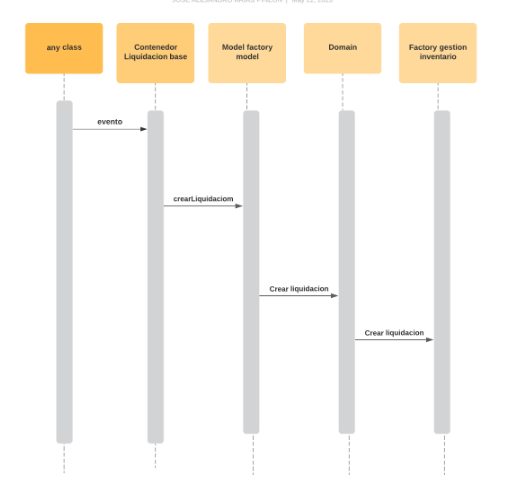 any class
Contenedor
Liquidacion base
Model factory
model
Domain
Factory gestion
inventario
evento
crearLiquidaciom
Crear liquidacion
Crear liquidacion